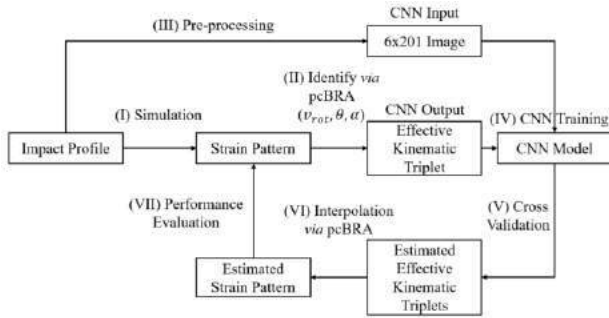 CNN Input
(III) Pre-processing
6x201 Image
(II) Identify via
pcBRA
(v_rot, θ, α)
(I) Simulation
CNN Output
(IV) CNN Training
Impact Profile
Strain Pattern
Effective
Kinematic
Triplet
CNN Model
(VII) Performance
Evaluation
(VI) Interpolation
via pcBRA
(V) Cross
Validation
Estimated
Strain Pattern
Estimated
Effective
Kinematic
Triplets